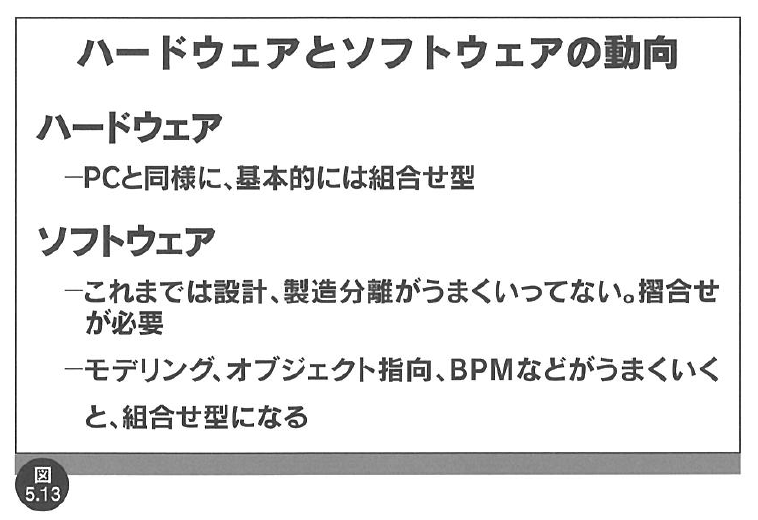 ハードウェアとソフトウェアの動向
ハードウェア
−PCと同様に、基本的には組合せ型
ソフトウェア
−これまでは設計、製造分離がうまくいってない。摺合せ
が必要
−モデリング、オブジェクト指向、BPMなどがうまくいく
と、組合せ型になる
図
5.13